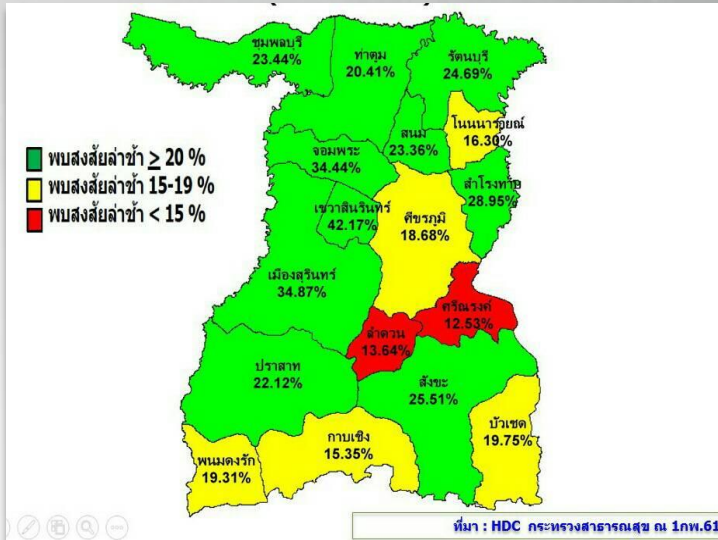 ชุมพลบุรี
23.44%
ท่าตูม
20.41%
รัตนบุรี
24.69%
โนนนารายณ์
16.30%
สนม
23.36%
จอมพระ
34.44%
สำโรงทาบ
28.95%
พบสงสัยล่าช้า ≥ 20 %
พบสงสัยล่าช้า 15-19 %
พบสงสัยล่าช้า < 15 %
เขวาสินรินทร์
42.17%
ศีขรภูมิ
18.68%
เมืองสุรินทร์
34.87%
ศรีณรงค์
12.53%
ลำดวน
13.64%
ปราสาท
22.12%
สังขะ
25.51%
บัวเชด
19.75%
กาบเชิง
15.35%
พนมดงรัก
19.31%
ที่มา : HDC กระทรวงสาธารณสุข ณ 1กพ.61